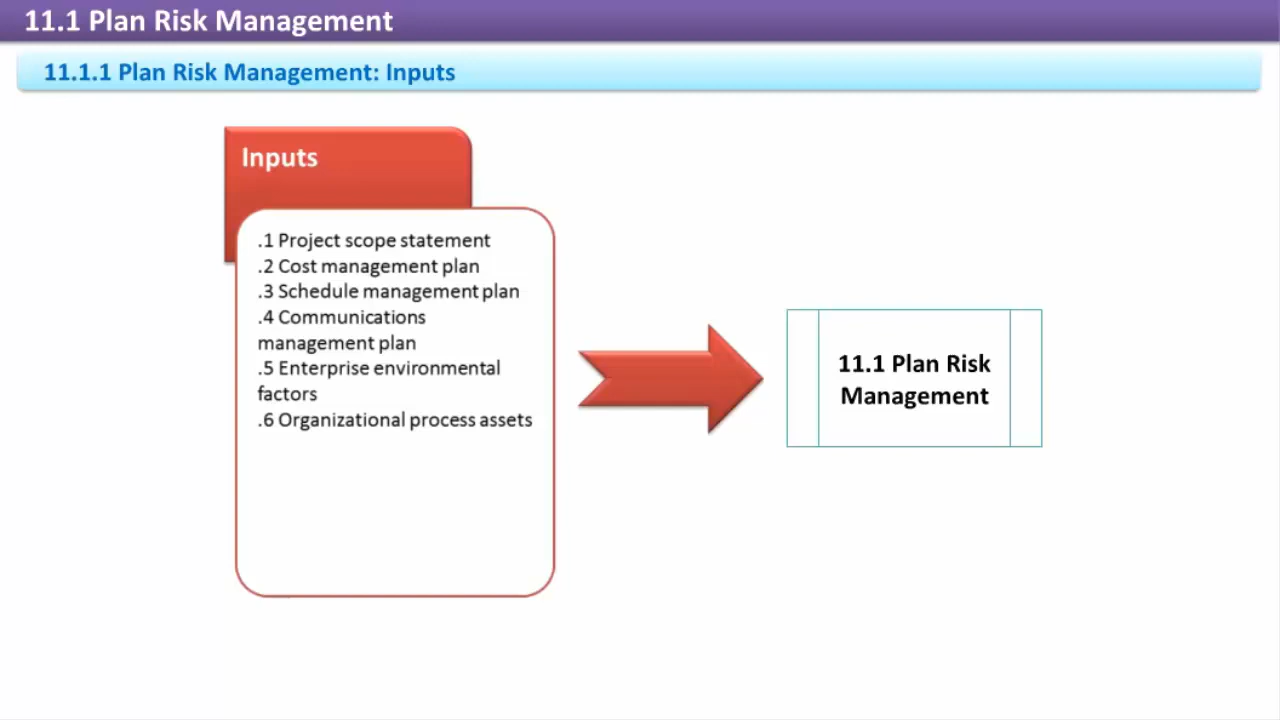 11.1 Plan Risk Management
11.1.1 Plan Risk Management: Inputs
Inputs
.1 Project scope statement
.2 Cost management plan
.3 Schedule management plan
.4 Communications
management plan
.5 Enterprise environmental
factors
.6 Organizational process assets
11.1 Plan Risk
Management